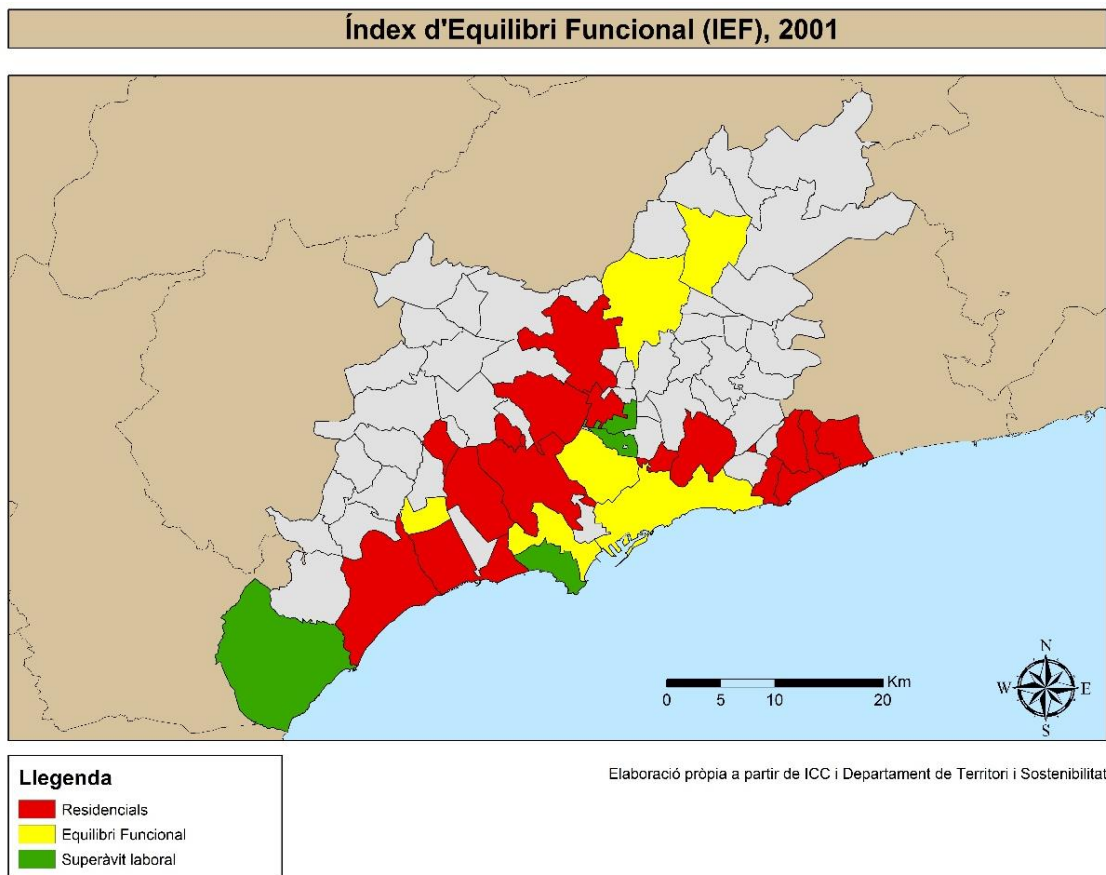 Índex d'Equilibri Funcional (IEF), 2001
N
W E
S
Km
0 5 10 20
Elaboració pròpia a partir de ICC i Departament de Territori i Sostenibilitat
Llegenda
Residencials
Equilibri Funcional
Superàvit laboral